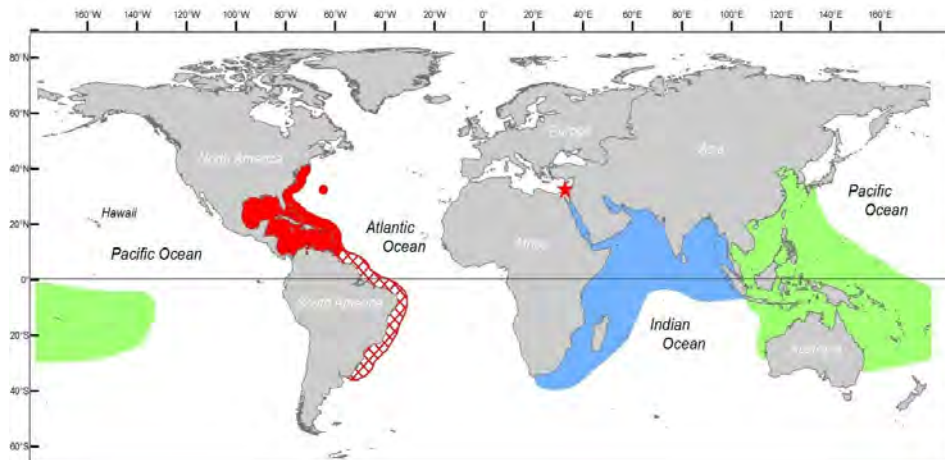 160°W 120°W 100°W 80°W 60°W 40°W 20°W 0° 20°E 40°E 60°E 80°E 100°E 120°E 140°E 160°E
80°N
60°N
Europe
North America
Asia
40°N
Pacific
Ocean
Hawaii
20°N
Atlantic
Ocean
Africa
Pacific Ocean
0°
South America
Indian
Ocean
20°S
Australia
40°S
60°S